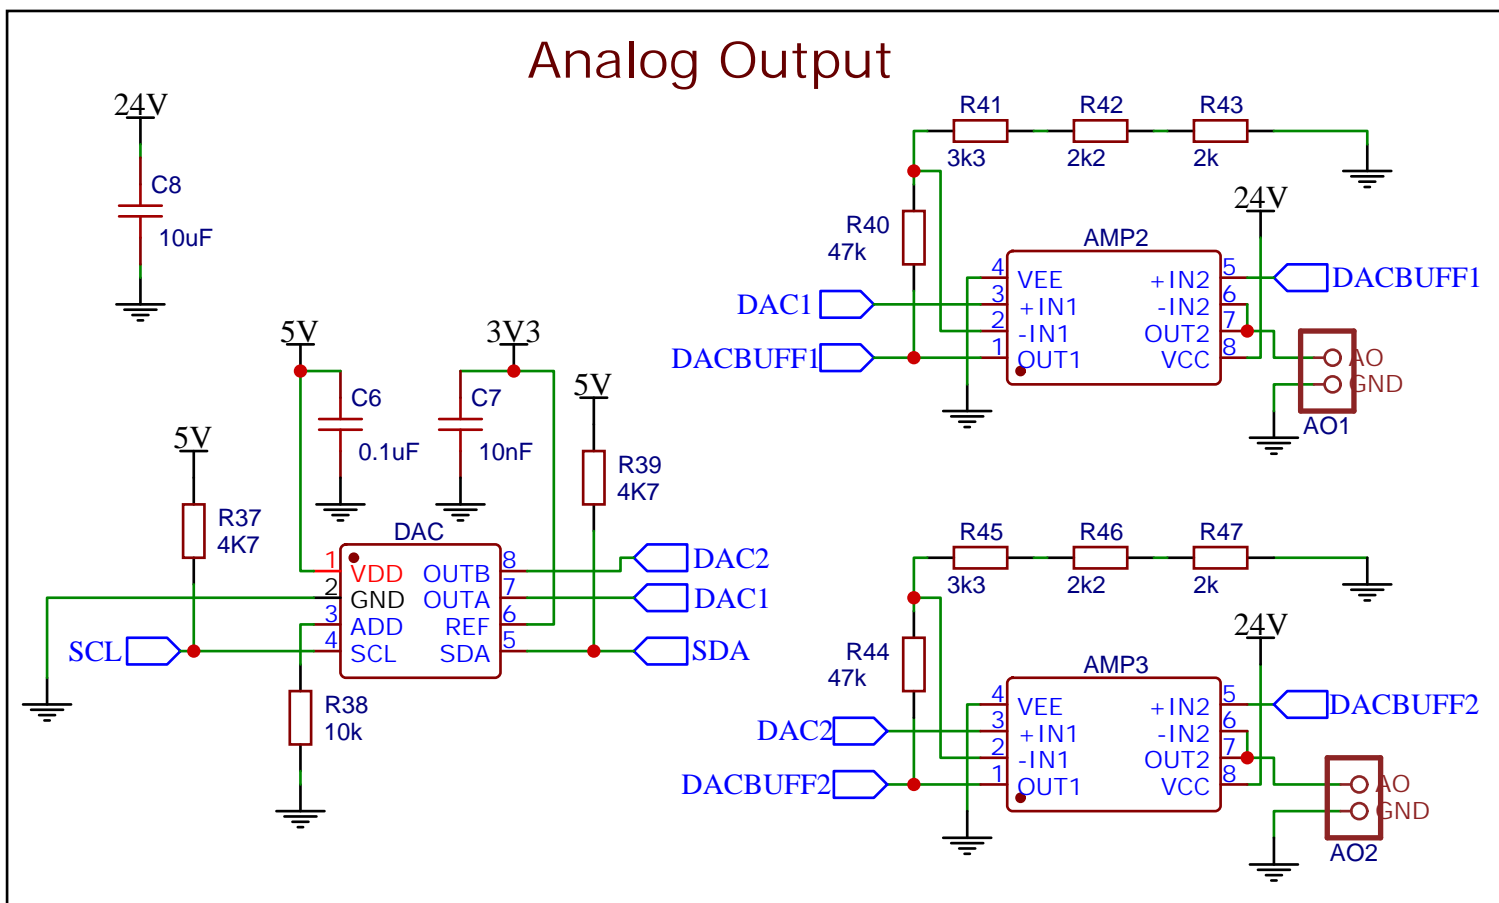 Analog Output
24V
C8
10uF
5V
C6
0.1uF
3V3
C7
10nF
5V
R39
4K7
5V
R37
4K7
DAC
1
VDD
2
GND
3
ADD
4
SCL
8
OUTB
7
OUTA
6
REF
5
SDA
DAC2
DAC1
SDA
SCL
R38
10k
R41
3k3
R42
2k2
R43
2k
R40
47k
24V
AMP2
4
VEE
3
+IN1
2
-IN1
1
OUT1
5
+IN2
6
-IN2
7
OUT2
8
VCC
DAC1
DACBUFF1
DACBUFF1
AO
GND
AO1
R45
3k3
R46
2k2
R47
2k
R44
47k
24V
AMP3
4
VEE
3
+IN1
2
-IN1
1
OUT1
5
+IN2
6
-IN2
7
OUT2
8
VCC
DAC2
DACBUFF2
DACBUFF2
AO
GND
AO2